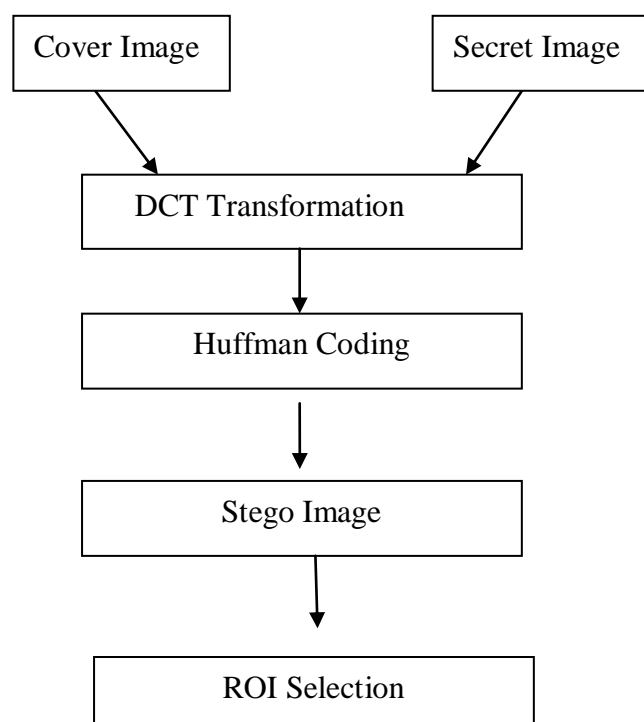 Cover Image
Secret Image
DCT Transformation
Huffman Coding
Stego Image
ROI Selection